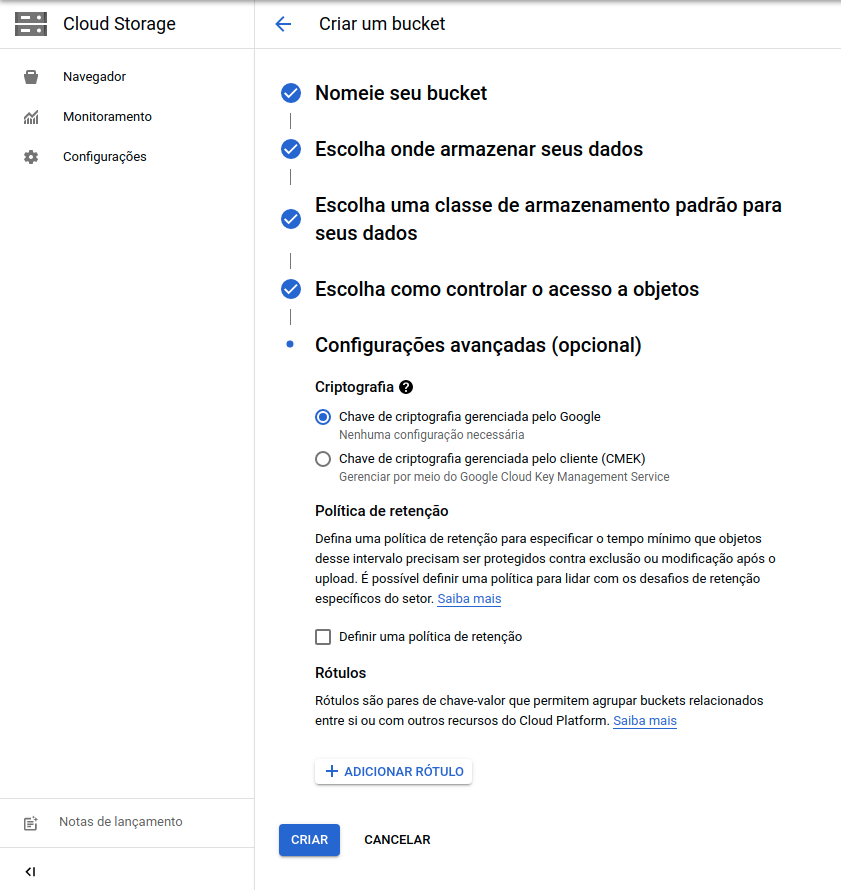 Cloud Storage
Criar um bucket
Navegador
Monitoramento
Configurações
Nomeie seu bucket
Escolha onde armazenar seus dados
Escolha uma classe de armazenamento padrão para
seus dados
Escolha como controlar o acesso a objetos
Configurações avançadas (opcional)
Criptografia ?
Chave de criptografia gerenciada pelo Google
Nenhuma configuração necessária
Chave de criptografia gerenciada pelo cliente (CMEK)
Gerenciar por meio do Google Cloud Key Management Service
Política de retenção
Defina uma política de retenção para especificar o tempo mínimo que objetos
desse intervalo precisam ser protegidos contra exclusão ou modificação após o
upload. É possível definir uma política para lidar com os desafios de retenção
específicos do setor. Saiba mais
Definir uma política de retenção
Rótulos
Rótulos são pares de chave-valor que permitem agrupar buckets relacionados
entre si ou com outros recursos do Cloud Platform. Saiba mais
+ ADICIONAR RÓTULO
Notas de lançamento
CRIAR
CANCELAR